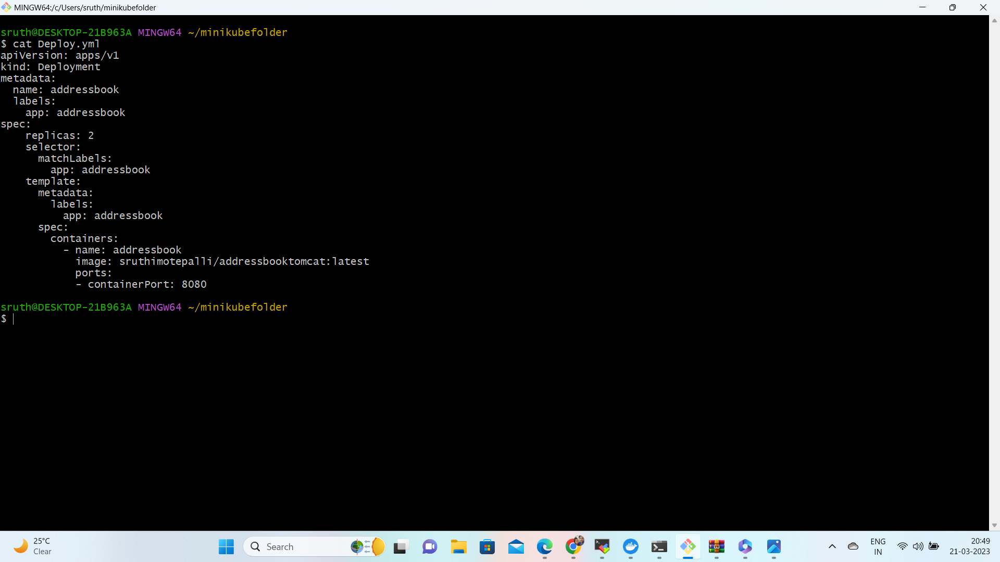 MINGW64:/c/Users/sruth/minikubefolder
sruth@DESKTOP-21B963A MINGW64 ~/minikubefolder
$ cat Deploy.yml
apiVersion: apps/v1
kind: Deployment
metadata:
  name: addressbook
  labels:
    app: addressbook
spec:
    replicas: 2
    selector:
      matchLabels:
        app: addressbook
    template:
      metadata:
        labels:
          app: addressbook
      spec:
        containers:
          - name: addressbook
            image: sruthimotepalli/addressbooktomcat:latest
            ports:
            - containerPort: 8080
sruth@DESKTOP-21B963A MINGW64 ~/minikubefolder
$
25°C
Clear
Search
ENG
IN
20:49
21-03-2023